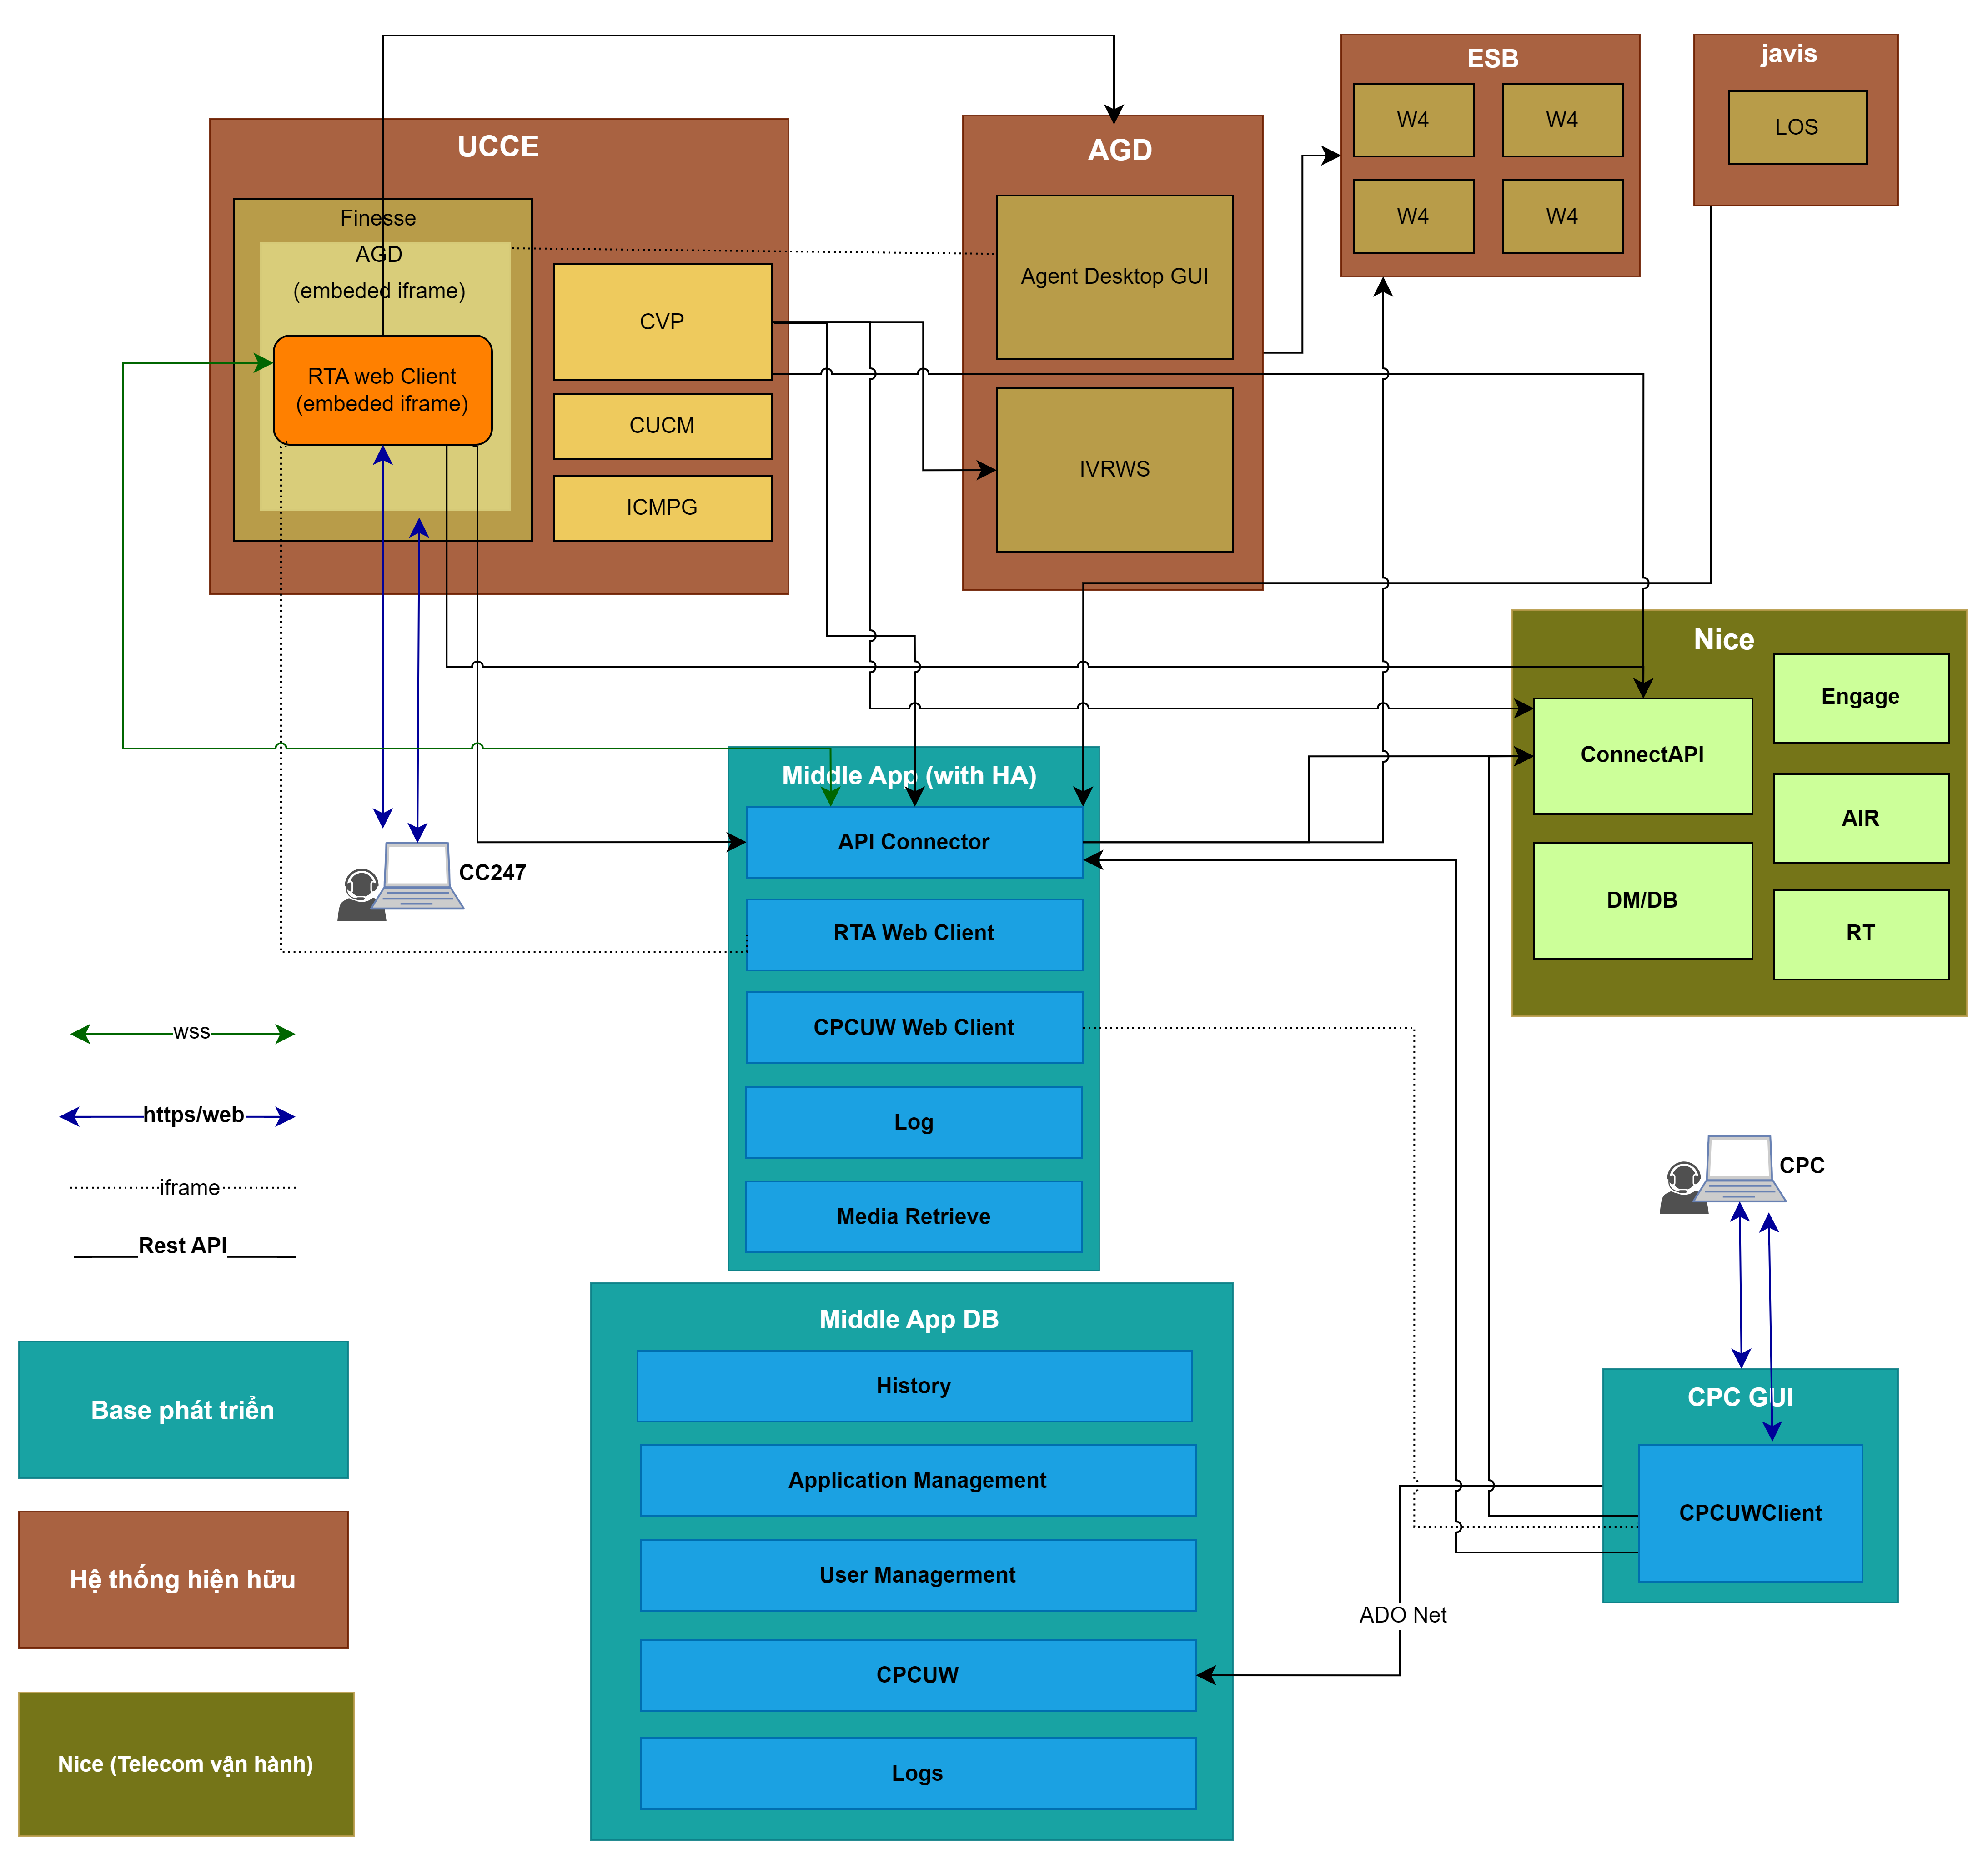 UCCE
Finesse
AGD
(embeded iframe)
RTA web Client
(embeded iframe)
CVP
CUCM
ICMPG
AGD
Agent Desktop GUI
IVRWS
ESB
W4
W4
W4
W4
javis
LOS
Nice
ConnectAPI
DM/DB
Engage
AIR
RT
Middle App (with HA)
API Connector
RTA Web Client
CPCUW Web Client
Log
Media Retrieve
CC247
wss
https/web
iframe
Rest API
Middle App DB
History
Application Management
User Managerment
CPCUW
Logs
CPC
CPC GUI
CPCUWClient
ADO Net
Base phát triển
Hệ thống hiện hữu
Nice (Telecom vận hành)